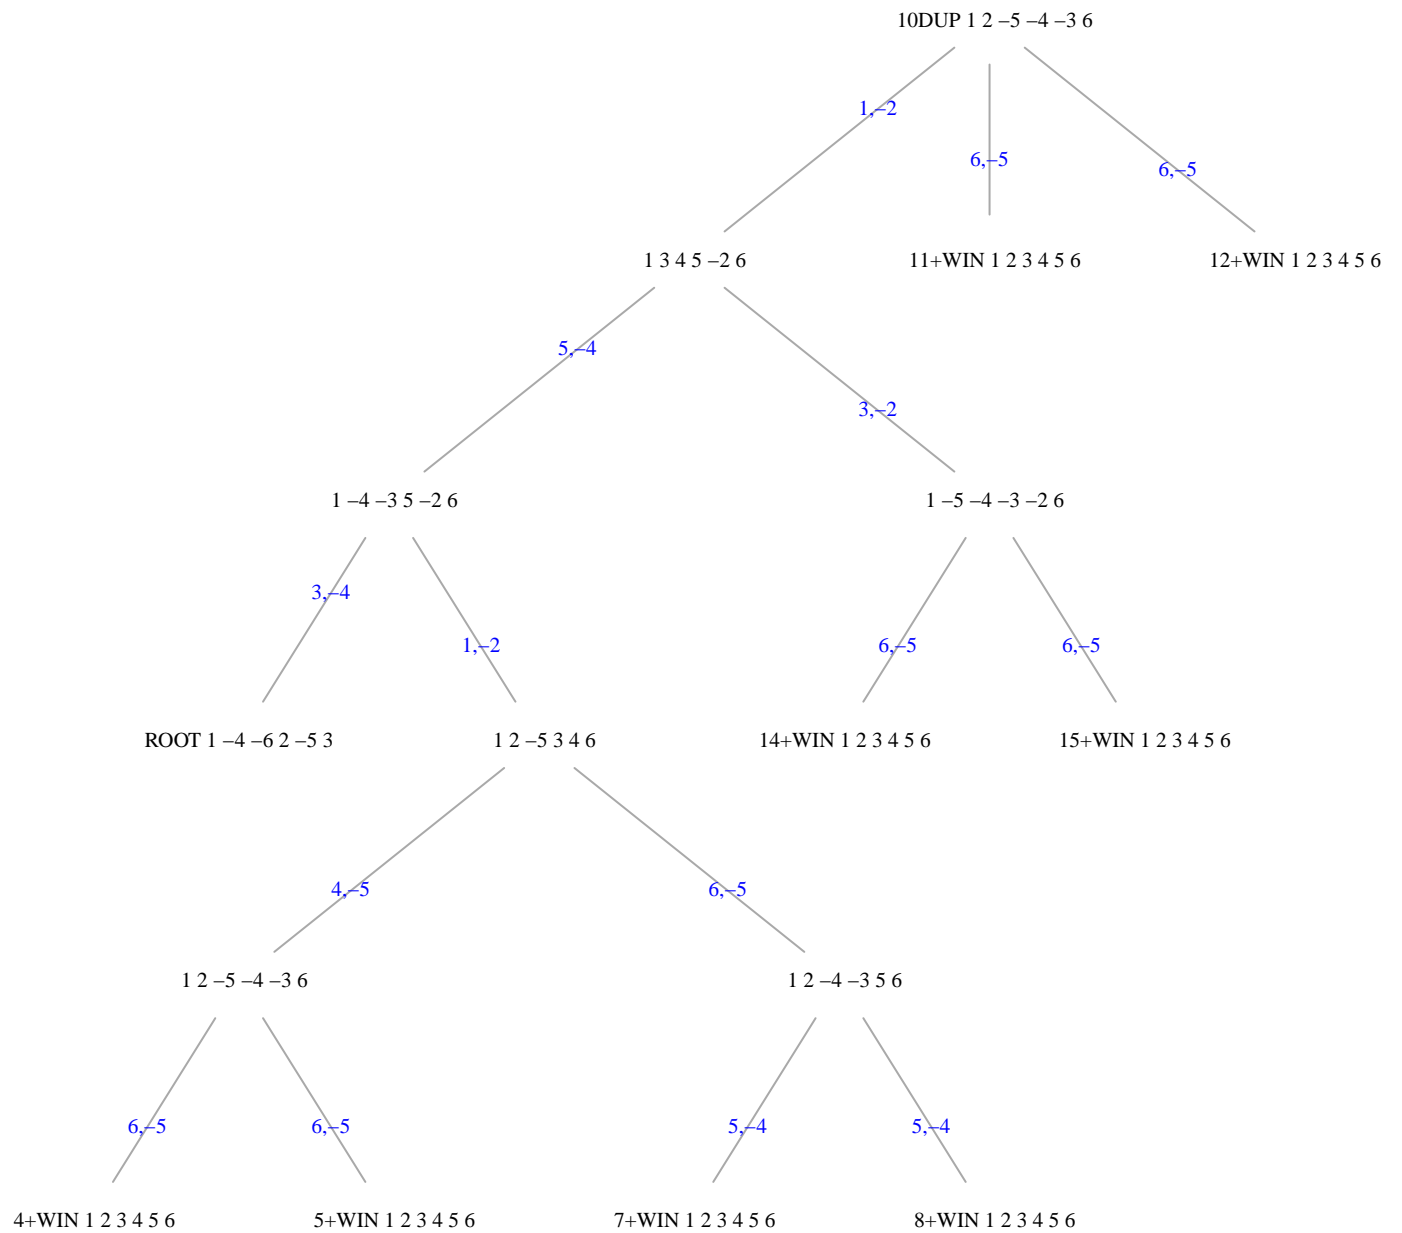 10DUP 1 2 –5 –4 –3 6
1,–2
6,–5
6,–5
1 3 4 5 –2 6
11+WIN 1 2 3 4 5 6
12+WIN 1 2 3 4 5 6
5,–4
3,–2
1 –4 –3 5 –2 6
1 –5 –4 –3 –2 6
3,–4
1,–2
6,–5
6,–5
ROOT 1 –4 –6 2 –5 3
1 2 –5 3 4 6
14+WIN 1 2 3 4 5 6
15+WIN 1 2 3 4 5 6
4,–5
6,–5
1 2 –5 –4 –3 6
1 2 –4 –3 5 6
6,–5
6,–5
5,–4
5,–4
4+WIN 1 2 3 4 5 6
5+WIN 1 2 3 4 5 6
7+WIN 1 2 3 4 5 6
8+WIN 1 2 3 4 5 6